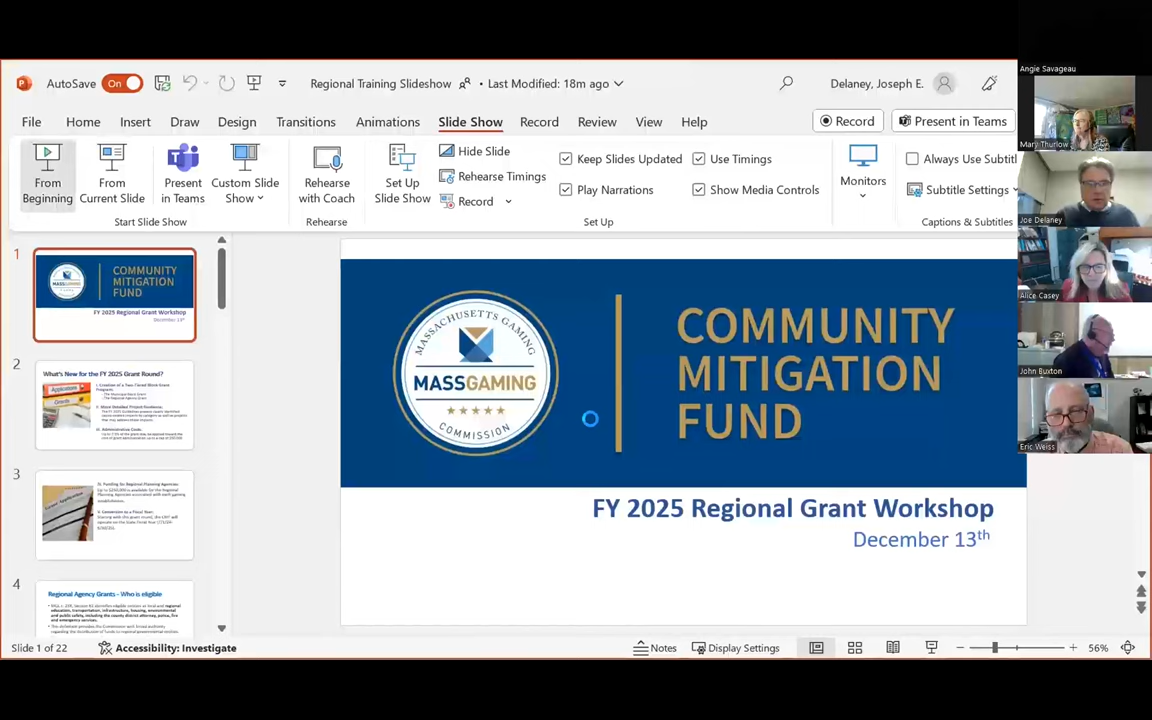 Angie Savageau
AutoSave On
Regional Training Slideshow • Last Modified: 18m ago
Delaney, Joseph E.
File Home Insert Draw Design Transitions Animations Slide Show Record Review View Help
Record Present in Teams
Mary Thurlow
From Beginning
From Current Slide
Present in Teams
Custom Slide Show
Rehearse with Coach
Set Up Slide Show
Hide Slide
Rehearse Timings
Record
Keep Slides Updated
Play Narrations
Use Timings
Show Media Controls
Monitors
Always Use Subtitl
Subtitle Settings
Start Slide Show
Rehearse
Set Up
Captions & Subtitles
Joe Delaney
Alice Casey
John Buxton
Eric Weiss
1
MASSGAMING
COMMUNITY
MITIGATION
FUND
FY 2025 Regional Grant Workshop
December 13th
2
What's New for the FY 2025 Grant Round?
3
4
Regional Agency Grants - Who is eligible
MASSACHUSETTS GAMING
MASSGAMING
COMMISSION
COMMUNITY
MITIGATION
FUND
FY 2025 Regional Grant Workshop
December 13th
Slide 1 of 22
Accessibility: Investigate
Notes
Display Settings
56%